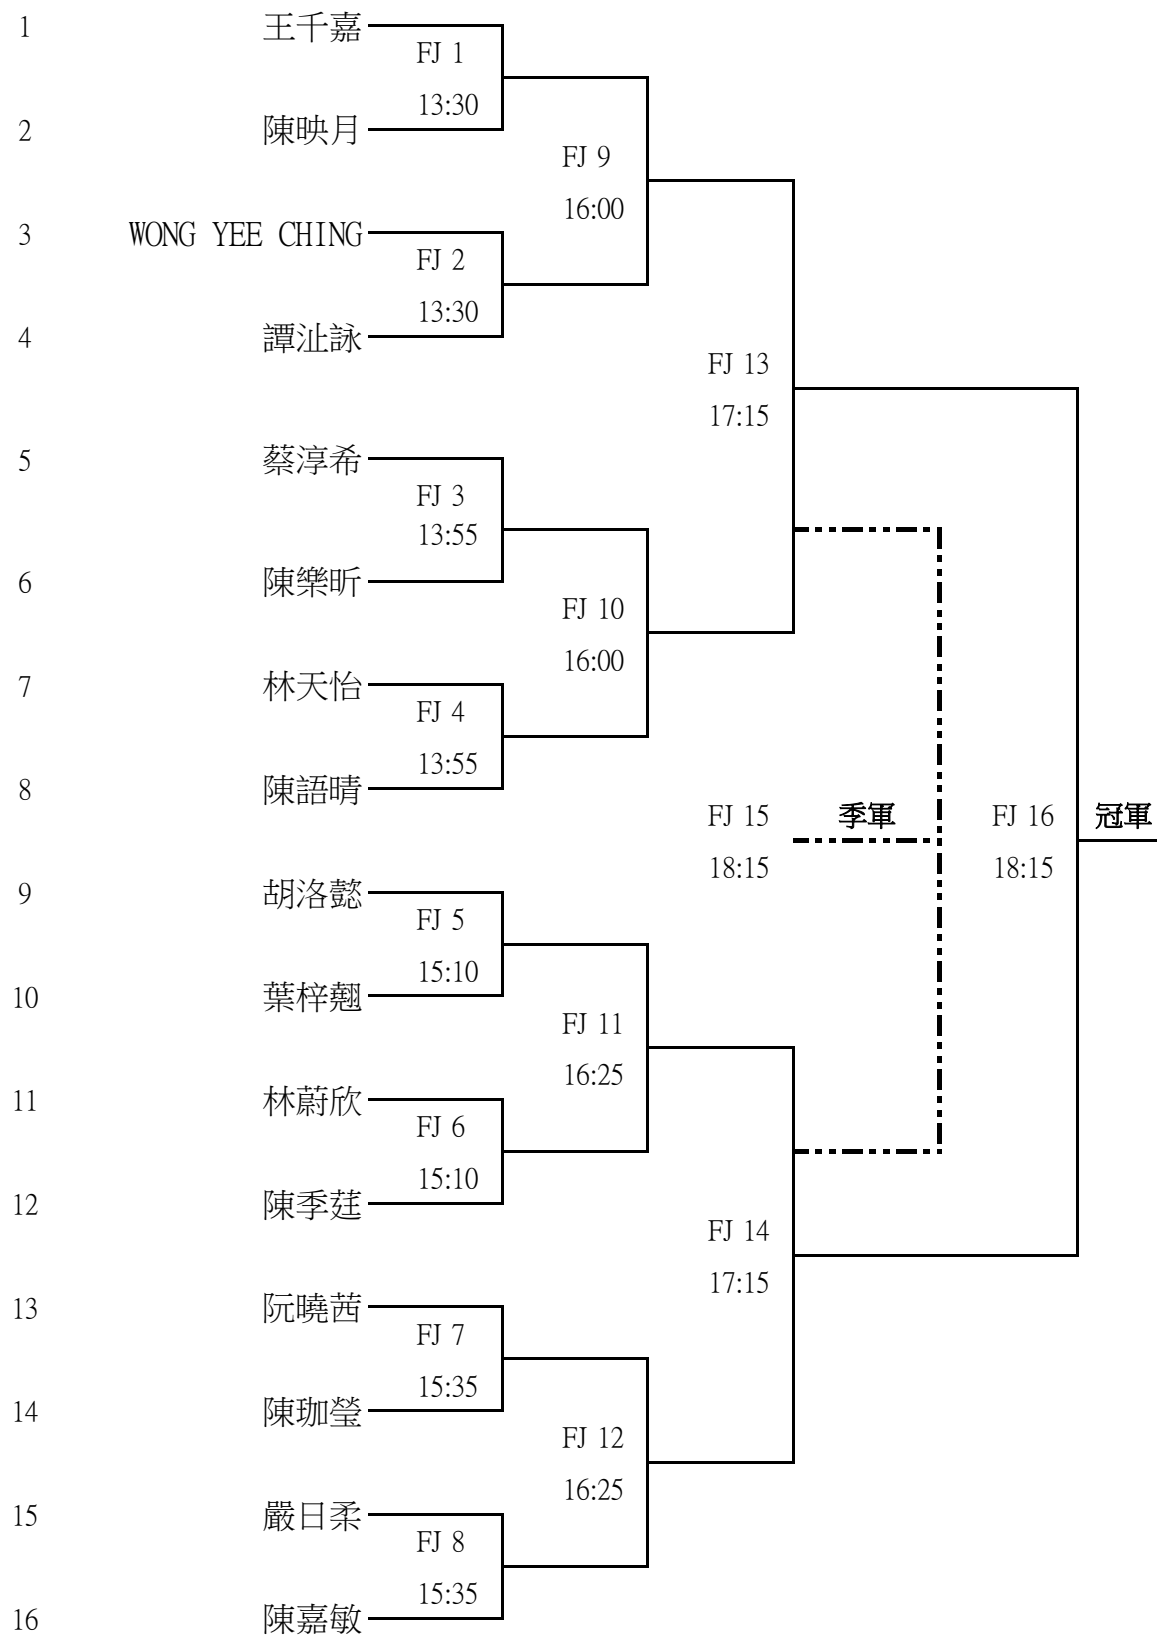 1 王千嘉
FJ 1
13:30
2 陳映月
FJ 9
16:00
3 WONG YEE CHING
FJ 2
13:30
4 譚沚詠
FJ 13
17:15
5 蔡淳希
FJ 3
13:55
6 陳樂昕
FJ 10
16:00
7 林天怡
FJ 4
13:55
8 陳語晴
FJ 15 季軍 FJ 16 冠軍
18:15 18:15
9 胡洛懿
FJ 5
15:10
10 葉梓翹
FJ 11
16:25
11 林蔚欣
FJ 6
15:10
12 陳季莛
FJ 14
17:15
13 阮曉茜
FJ 7
15:35
14 陳珈瑩
FJ 12
16:25
15 嚴日柔
FJ 8
15:35
16 陳嘉敏